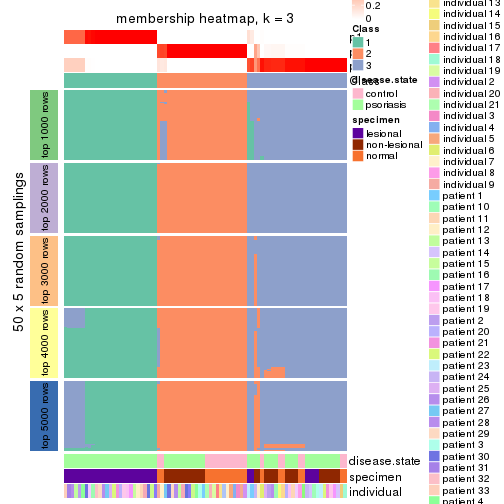 membership heatmap, k = 3
0.2
0
Class
1
2
3
disease.state
control
psoriasis
specimen
lesional
non-lesional
normal
50 x 5 random samplings
top 1000 rows
top 2000 rows
top 3000 rows
top 4000 rows
top 5000 rows
disease.state
specimen
individual
individual 13
individual 14
individual 15
individual 16
individual 17
individual 18
individual 19
individual 2
individual 20
individual 21
individual 3
individual 4
individual 5
individual 6
individual 7
individual 8
individual 9
patient 1
patient 10
patient 11
patient 12
patient 13
patient 14
patient 15
patient 16
patient 17
patient 18
patient 19
patient 2
patient 20
patient 21
patient 22
patient 23
patient 24
patient 25
patient 26
patient 27
patient 28
patient 29
patient 3
patient 30
patient 31
patient 32
patient 33
patient 4